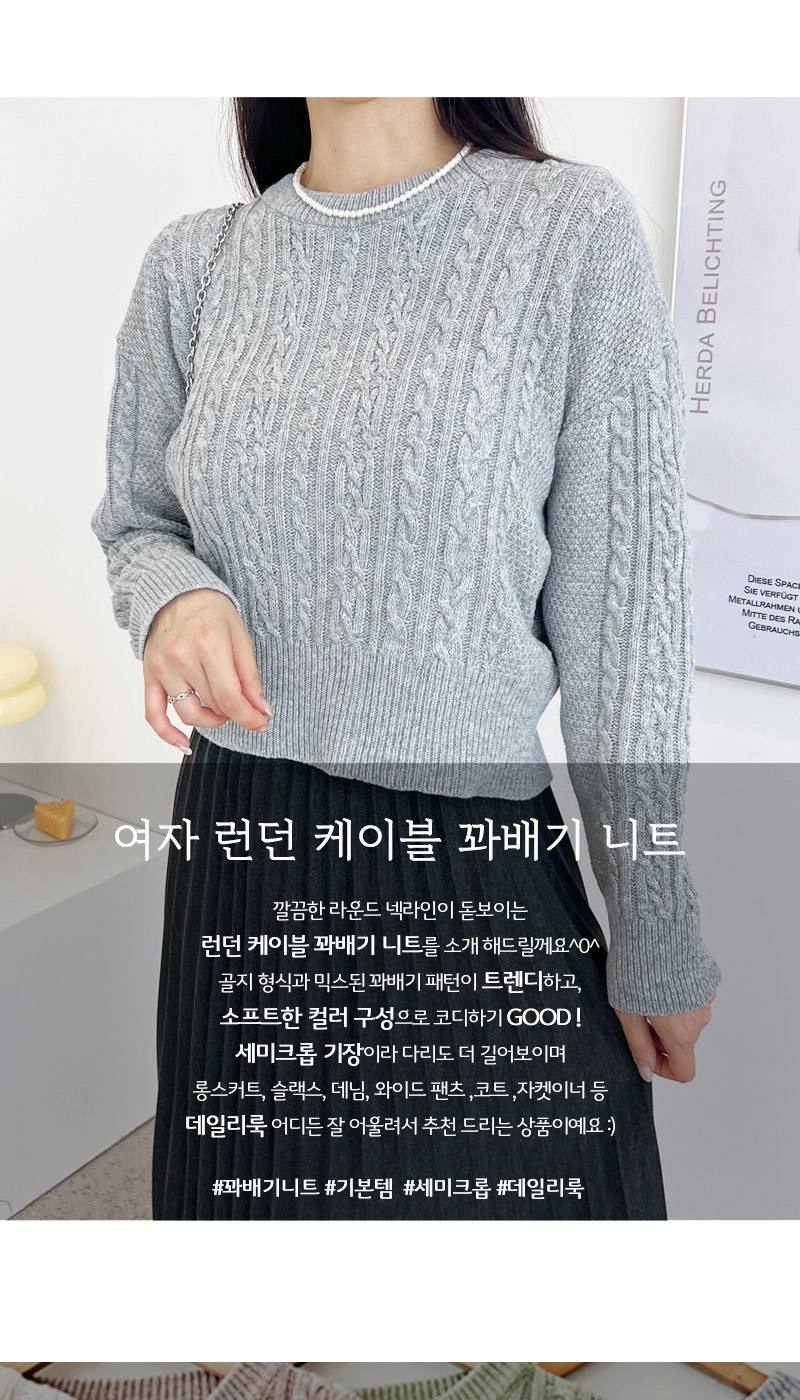 HERDA BELICHTING
DIESE SPACE
SIE VERFÜGT
METALLRAHMEN
MITTE DES RA
GEBRAUCHS
여자 런던 케이블 꽈배기 니트
깔끔한 라운드 넥라인이 돋보이는
런던 케이블 꽈배기 니트를 소개 해드릴께요^0^
골지 형식과 믹스된 꽈배기 패턴이 트렌디하고,
소프트한 컬러 구성으로 코디하기 GOOD !
세미크롭 기장이라 다리도 더 길어보이며
롱스커트, 슬랙스, 데님, 와이드 팬츠 ,코트 ,자켓이너 등
데일리룩 어디든 잘 어울려서 추천 드리는 상품이예요 :)
#꽈배기니트 #기본템 #세미크롭 #데일리룩